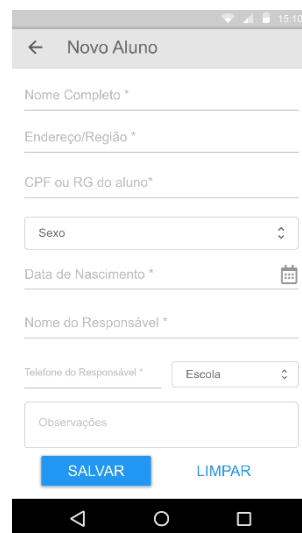 15:10
Novo Aluno
Nome Completo *
Endereço/Região *
CPF ou RG do aluno*
Sexo
Data de Nascimento *
Nome do Responsável *
Telefone do Responsável * Escola
Observações
SALVAR LIMPAR